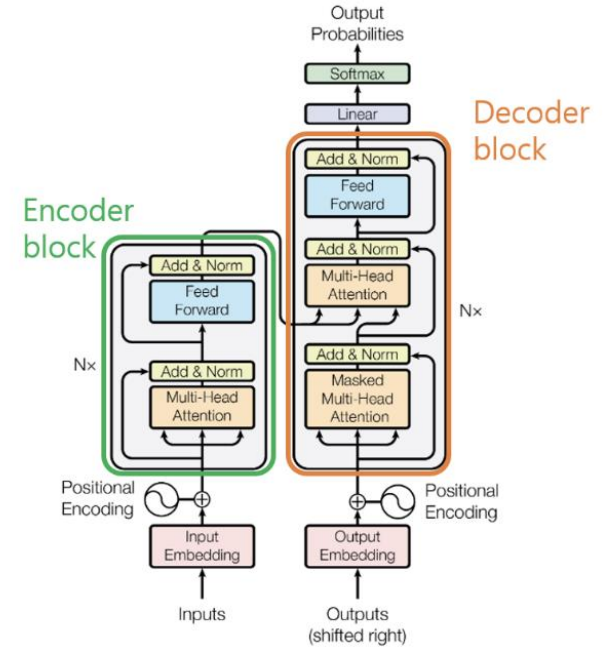 Output
Probabilities
Softmax
Linear
Decoder
block
Add & Norm
Feed
Forward
Add & Norm
Multi-Head
Attention
Nx
Add & Norm
Masked
Multi-Head
Attention
Encoder
block
Add & Norm
Feed
Forward
Nx
Add & Norm
Multi-Head
Attention
Positional
Encoding
Positional
Encoding
Input
Embedding
Output
Embedding
Inputs
Outputs
(shifted right)